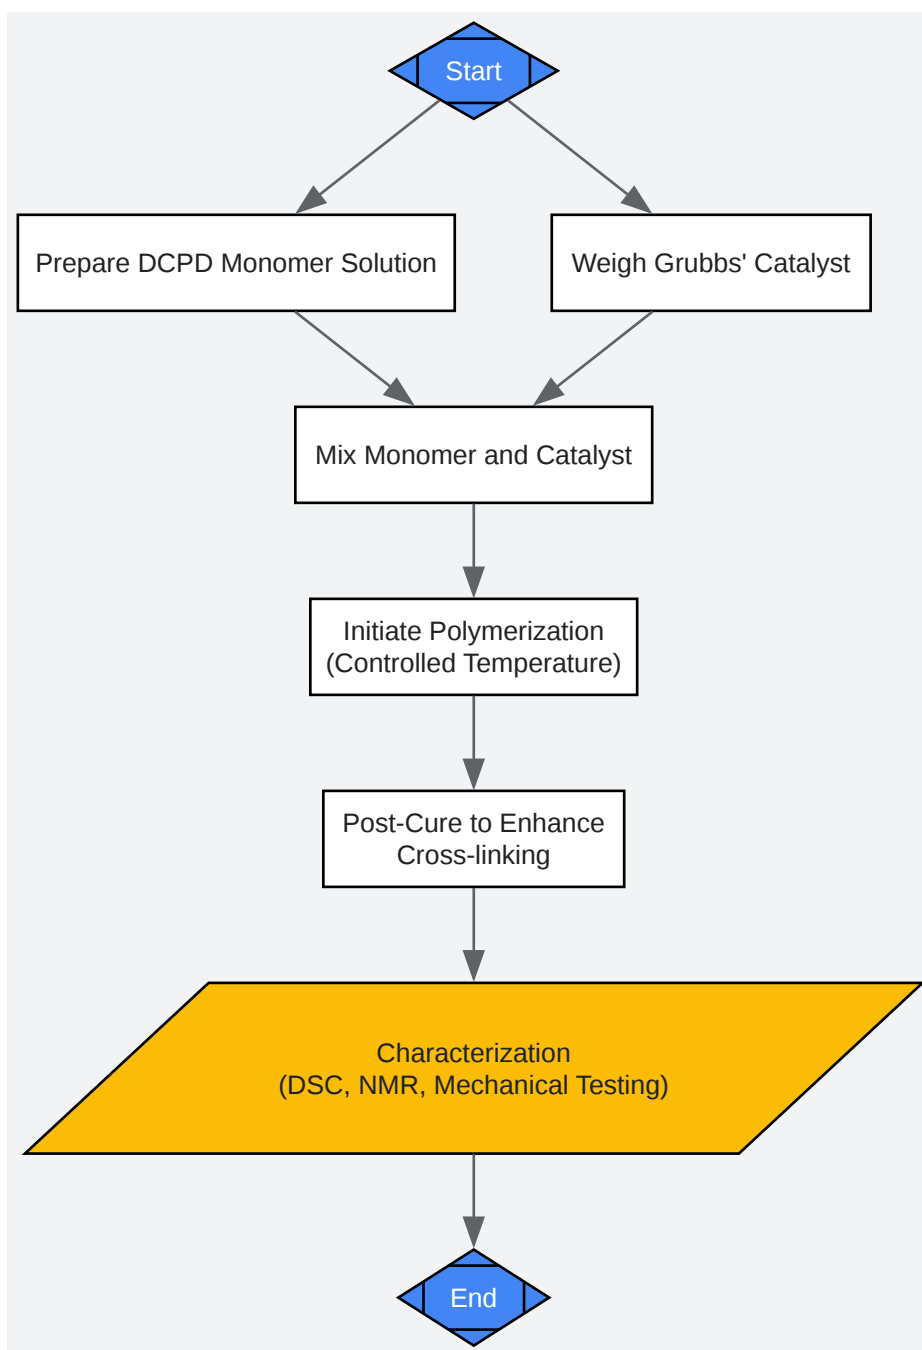 Start
Prepare DCPD Monomer Solution
Weigh Grubbs' Catalyst
Mix Monomer and Catalyst
Initiate Polymerization
(Controlled Temperature)
Post-Cure to Enhance
Cross-linking
Characterization
(DSC, NMR, Mechanical Testing)
End